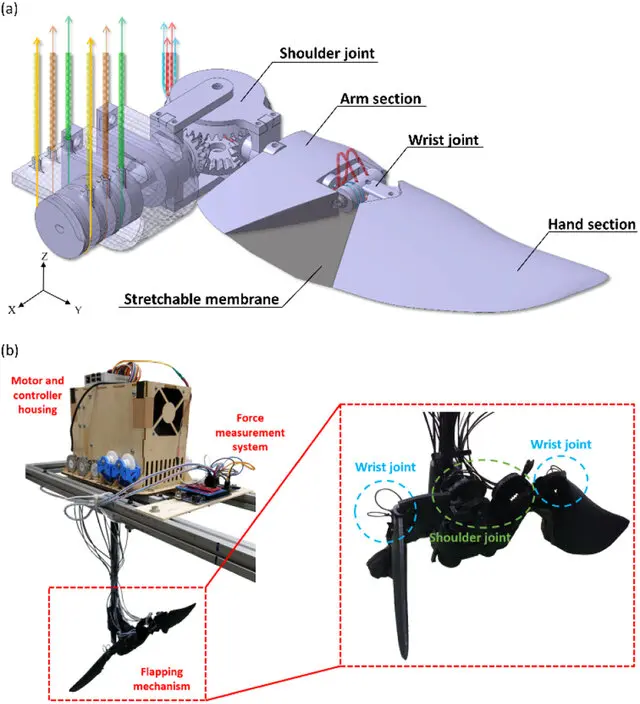 (a)
Shoulder joint
Arm section
Wrist joint
Hand section
Stretchable membrane
Z
X
Y
(b)
Motor and
controller
housing
Force
measurement
system
Flapping
mechanism
Wrist joint
Wrist joint
Shoulder joint